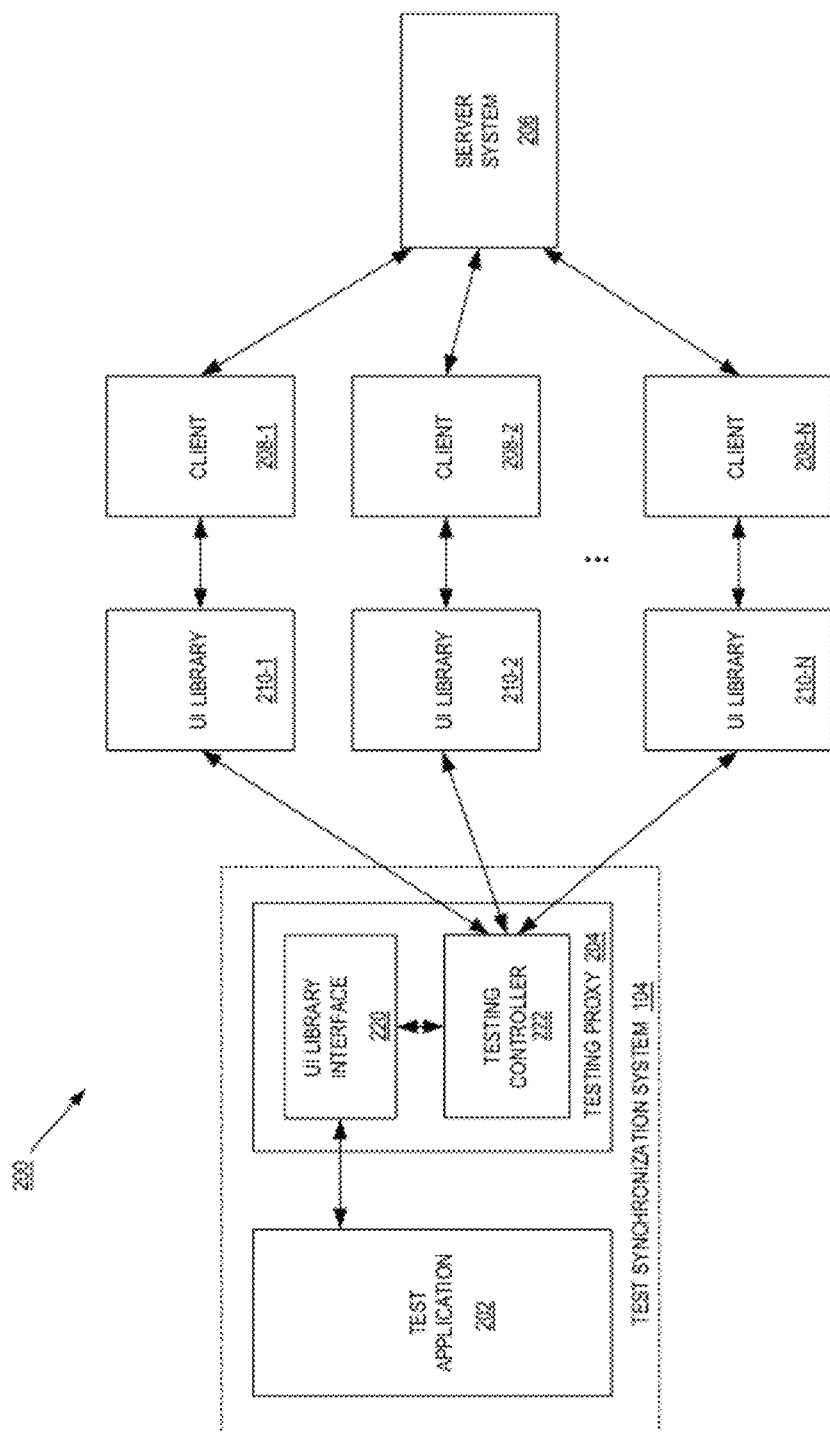 200
TEST
APPLICATION
202
UI LIBRARY
INTERFACE
220
TESTING
CONTROLLER
222
TESTING PROXY 204
TEST SYNCHRONIZATION SYSTEM 104
UI LIBRARY
210-1
CLIENT
208-1
UI LIBRARY
210-2
CLIENT
208-2
...
UI LIBRARY
210-N
CLIENT
208-N
SERVER
SYSTEM
206